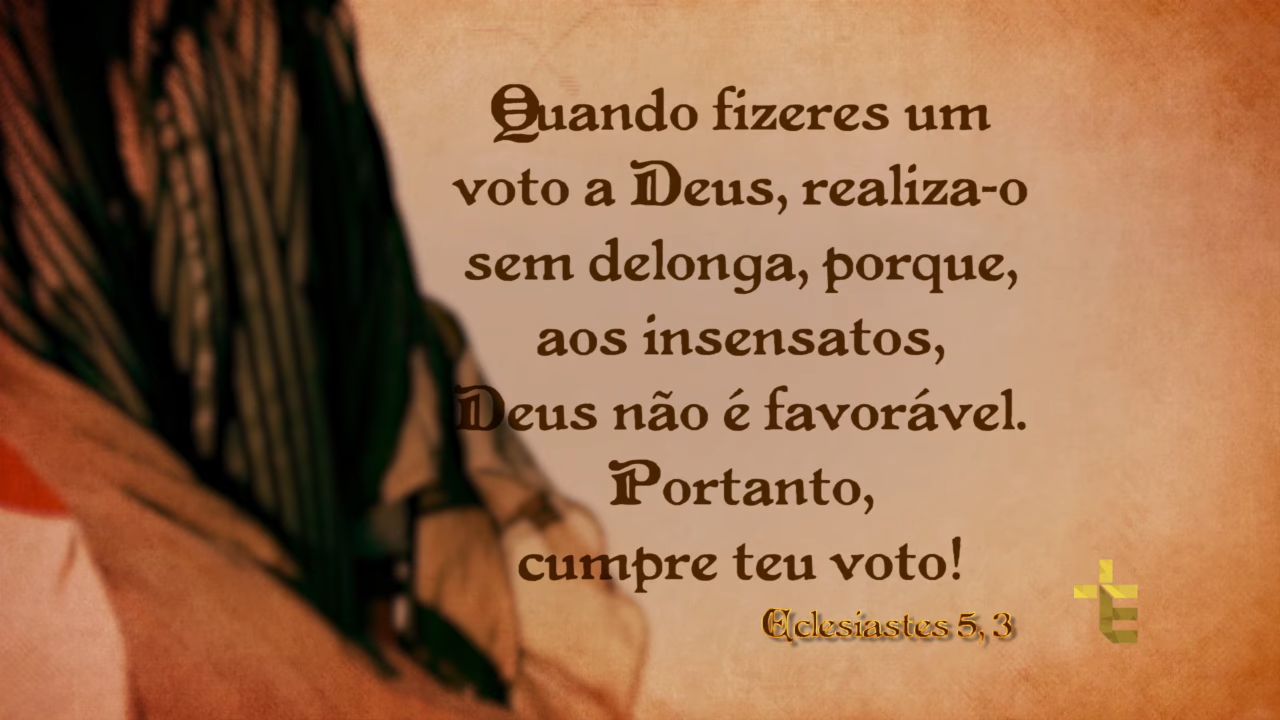 Quando fizeres um
voto a Deus, realiza-o
sem delonga, porque,
aos insensatos,
Deus não é favorável.
Portanto,
cumpre teu voto!
Eclesiastes 5, 3